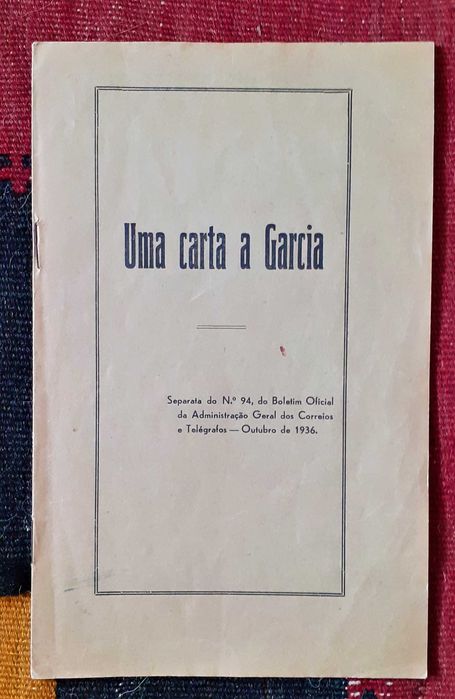 Uma carta a Garcia
Separata do N.º 94, do Boletim Oficial
da Administração Geral dos Correios
e Telégrafos — Outubro de 1936.